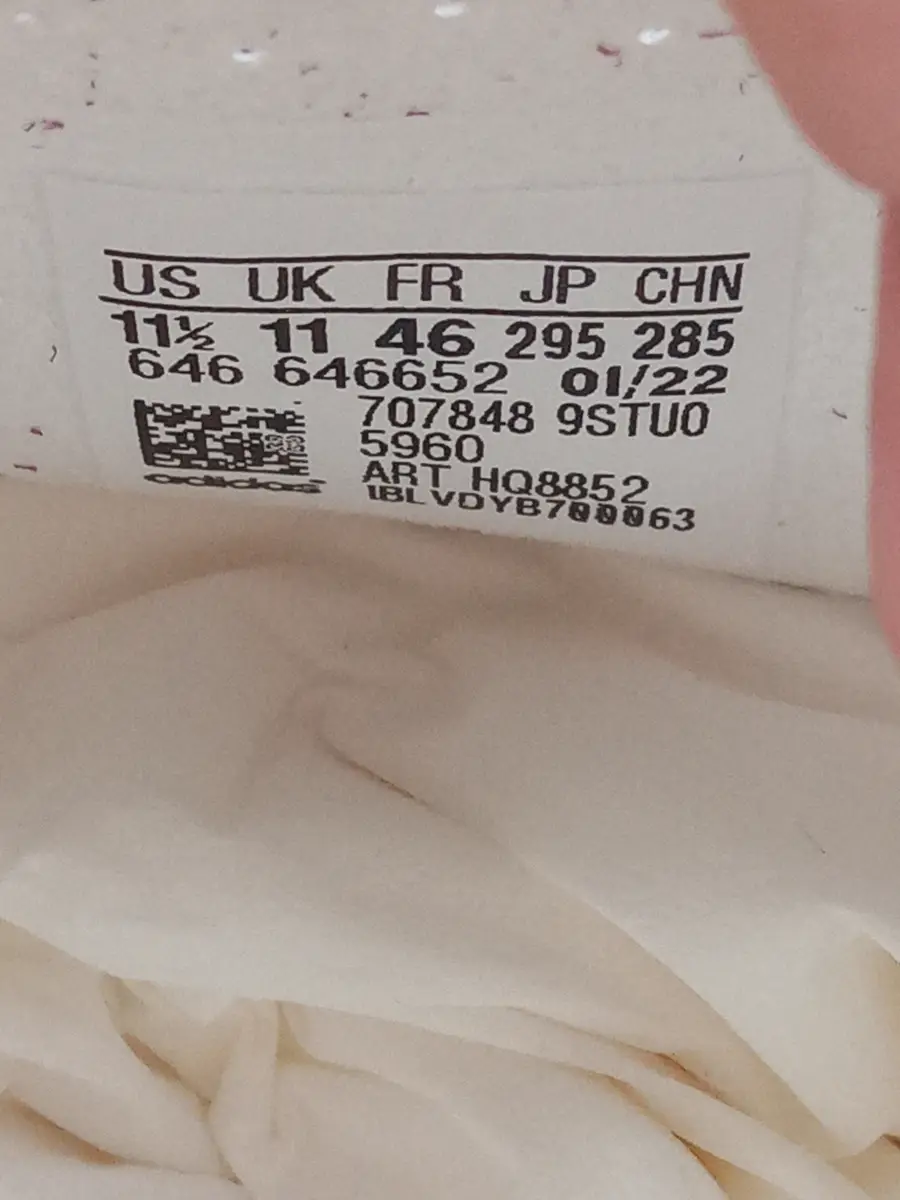 US UK FR JP CHN
11½ 11 46 295 285
646 646652 01/22
707848 9STU0
5960
ART HQ8852
1BLVDYB700063
adidas